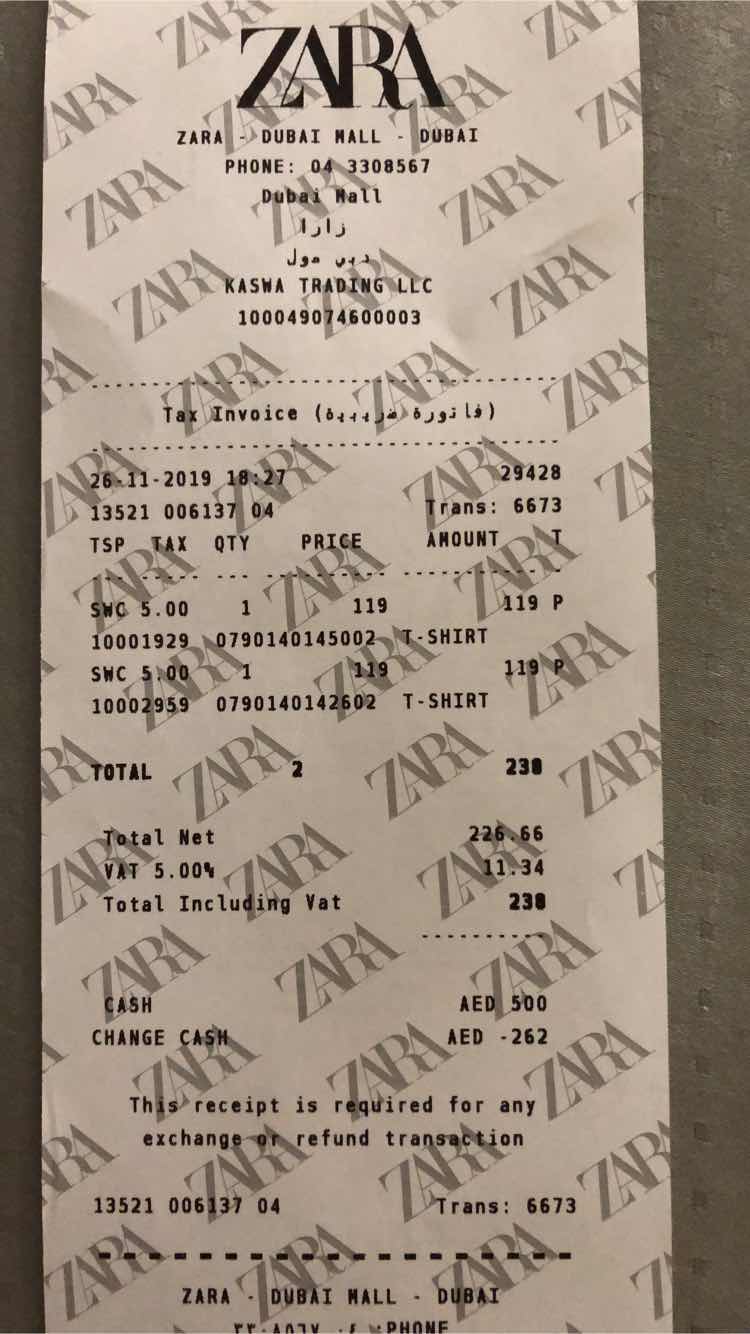 ZARA
ZARA - DUBAI MALL - DUBAI
PHONE: 04 3308567
Dubai Mall
زارا
دبي مول
KASWA TRADING LLC
100049074600003
Tax Invoice (فاتورة ضريبية)
26-11-2019 18:27 29428
13521 006137 04 Trans: 6673
TSP TAX QTY PRICE AMOUNT T
SWC 5.00 1 119 119 P
10001929 0790140145002 T-SHIRT
SWC 5.00 1 119 119 P
10002959 0790140142602 T-SHIRT
TOTAL 2 238
Total Net 226.66
VAT 5.00% 11.34
Total Including Vat 238
CASH AED 500
CHANGE CASH AED -262
This receipt is required for any
exchange or refund transaction
13521 006137 04 Trans: 6673
ZARA - DUBAI MALL - DUBAI
PHONE